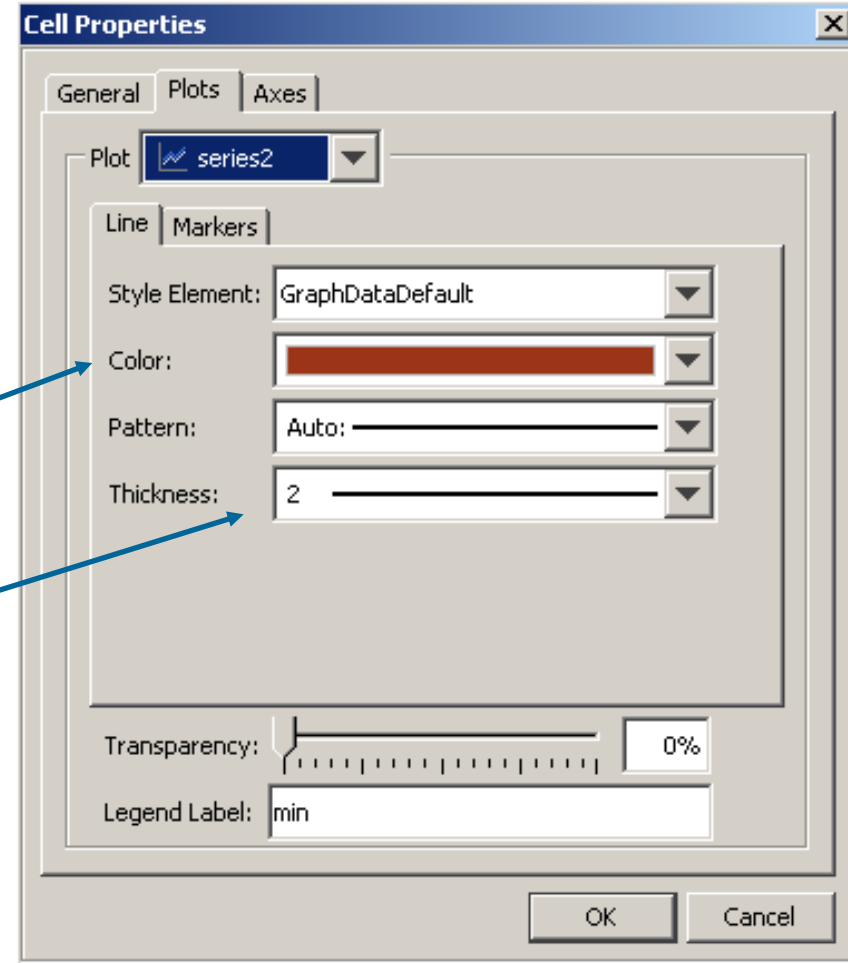 Cell Properties
General Plots Axes
Plot series2
Line Markers
Style Element: GraphDataDefault
Color:
Pattern: Auto:
Thickness: 2
Transparency: 0%
Legend Label: min
OK Cancel